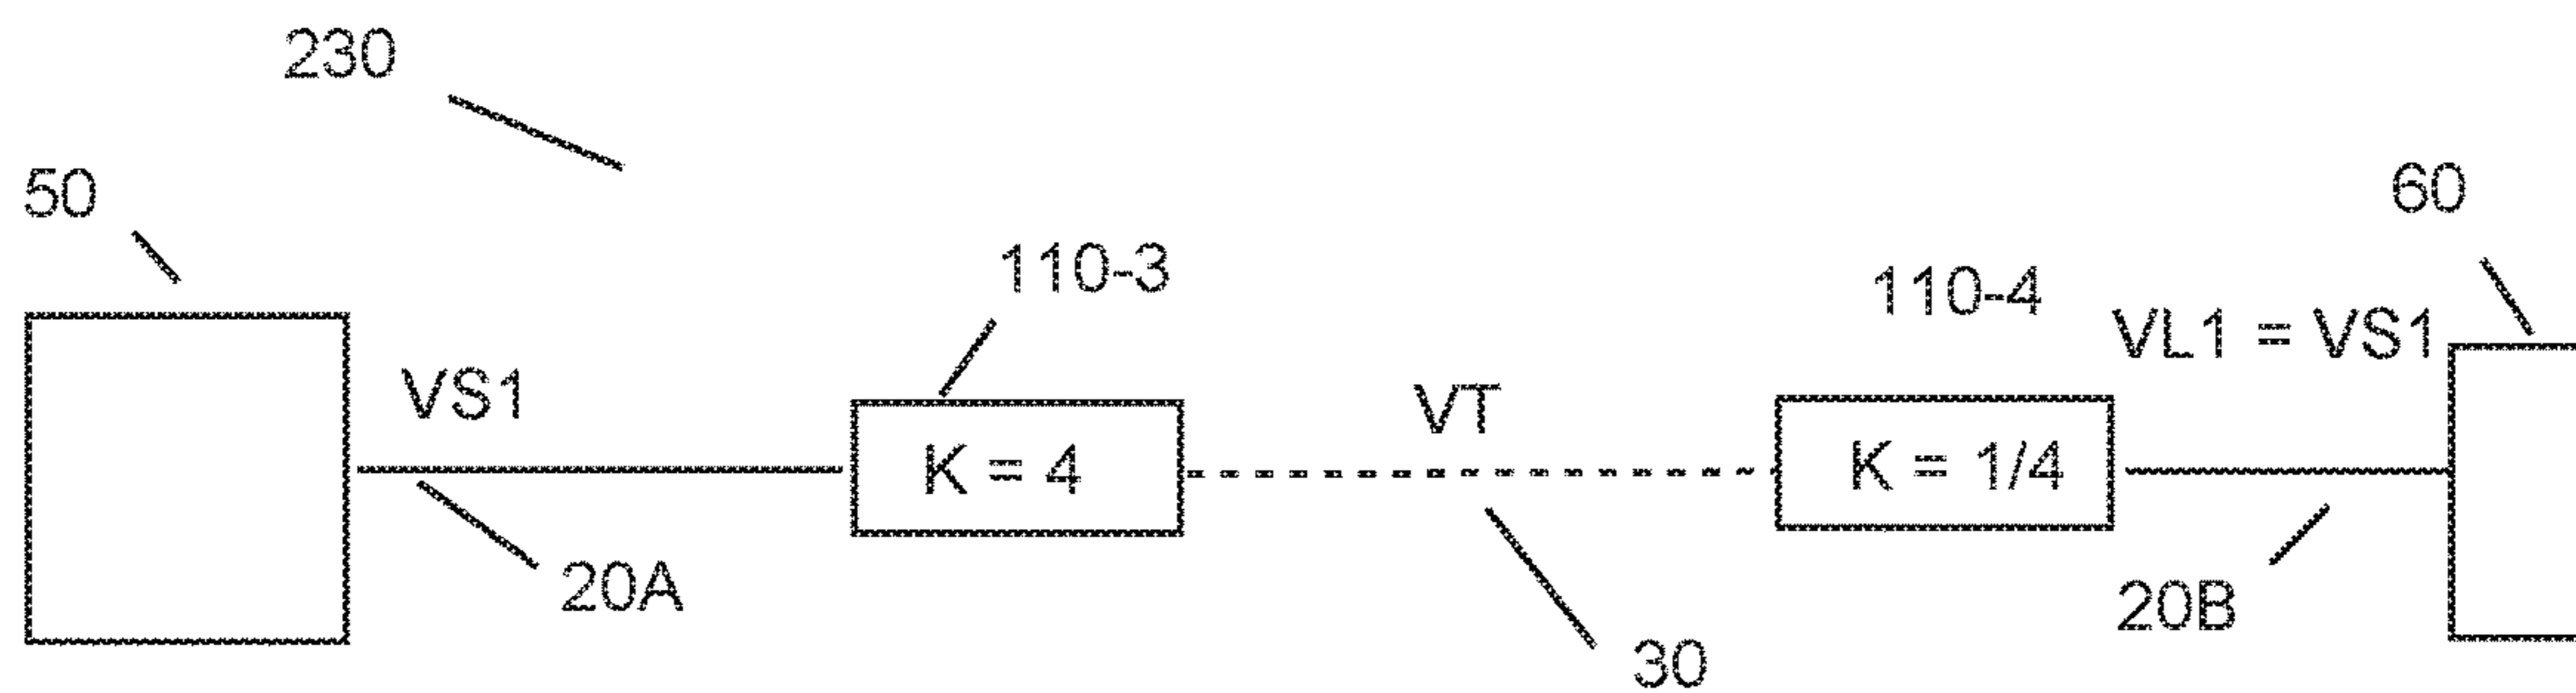 230
50
60
110-3
110-4
VL1 = VS1
VS1
VT
K = 4
K = 1/4
20A
20B
30